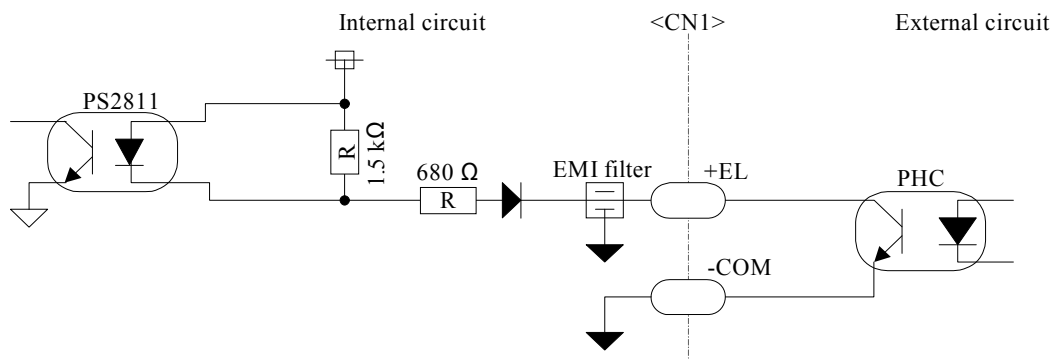 Internal circuit
<CN1>
External circuit
PS2811
R
1.5 kΩ
680 Ω
R
EMI filter
+EL
PHC
-COM